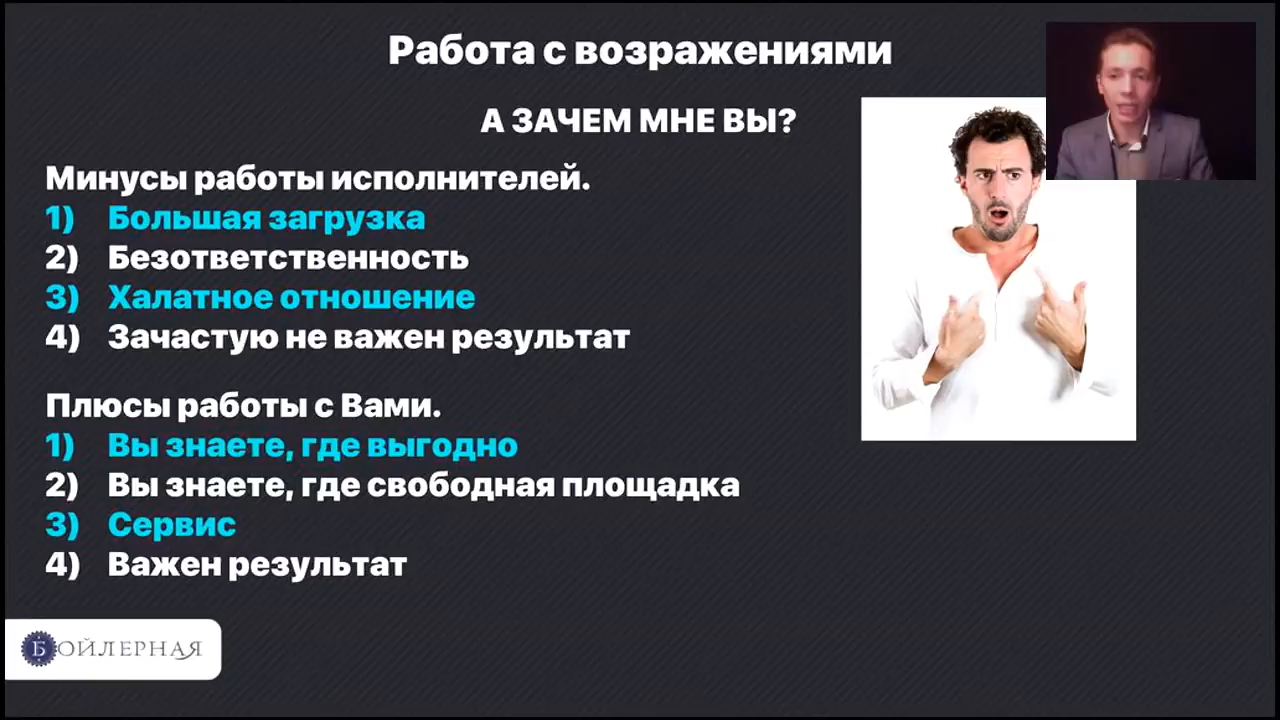 Работа с возражениями
А ЗАЧЕМ МНЕ ВЫ?
Минусы работы исполнителей.
1) Большая загрузка
2) Безответственность
3) Халатное отношение
4) Зачастую не важен результат
Плюсы работы с Вами.
1) Вы знаете, где выгодно
2) Вы знаете, где свободная площадка
3) Сервис
4) Важен результат
БОЙЛЕРНАЯ